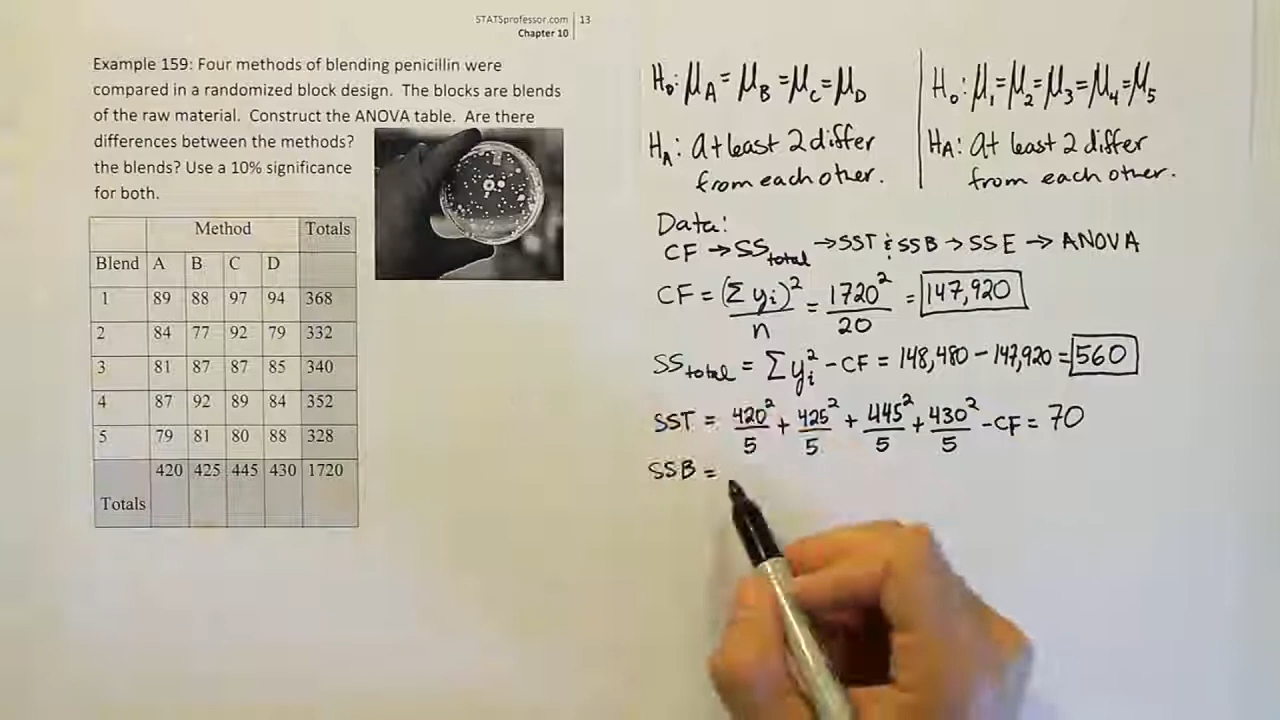 STATSprofessor.com | 13
Chapter 10
Example 159: Four methods of blending penicillin were
compared in a randomized block design. The blocks are blends
of the raw material. Construct the ANOVA table. Are there
differences between the methods?
the blends? Use a 10% significance
for both.
Method Totals
Blend A B C D
1 89 88 97 94 368
2 84 77 92 79 332
3 81 87 87 85 340
4 87 92 89 84 352
5 79 81 80 88 328
420 425 445 430 1720
Totals
H₀: μA = μB = μC = μD
HA: At least 2 differ
from each other.
H₀: μ₁ = μ₂ = μ₃ = μ₄ = μ₅
HA: At least 2 differ
from each other.
Data:
CF → SS total → SST & SSB → SSE → ANOVA
CF = (Σ yᵢ)² / n = 1720² / 20 = 147,920
SS total = Σ yᵢ² - CF = 148,480 - 147,920 = 560
SST = 420²/5 + 425²/5 + 445²/5 + 430²/5 - CF = 70
SSB =